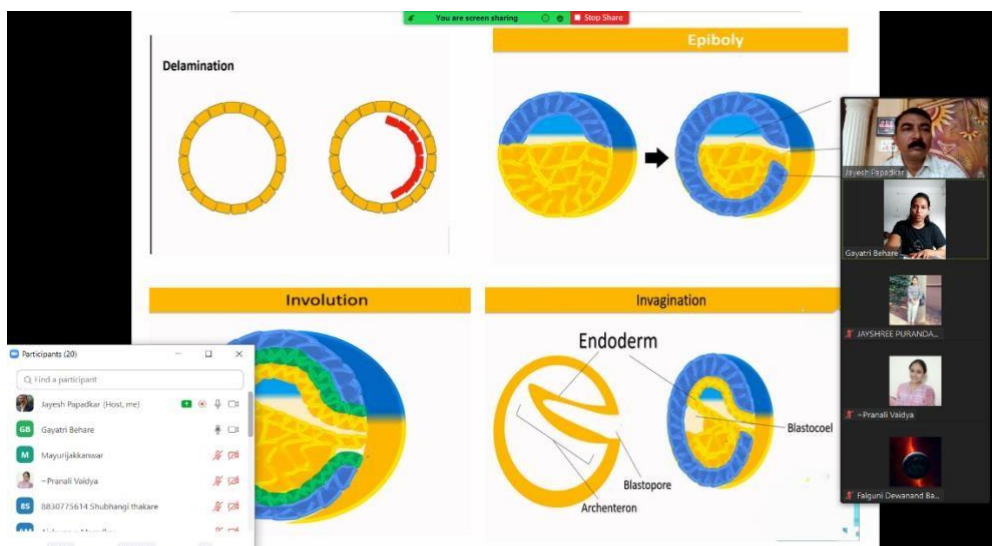 You are screen sharing
Stop Share
Delamination
Epiboly
Involution
Invagination
Endoderm
Blastocoel
Blastopore
Archenteron
Jayesh Papadkar
Gayatri Behare
JAYSHREE PURANDA...
~Pranali Vaidya
Falguni Dewanand Ba...
Participants (20)
Find a participant
Jayesh Papadkar (Host, me)
GB Gayatri Behare
M Mayurijakkanwar
~Pranali Vaidya
8S 8830775614 Shubhangi thakare